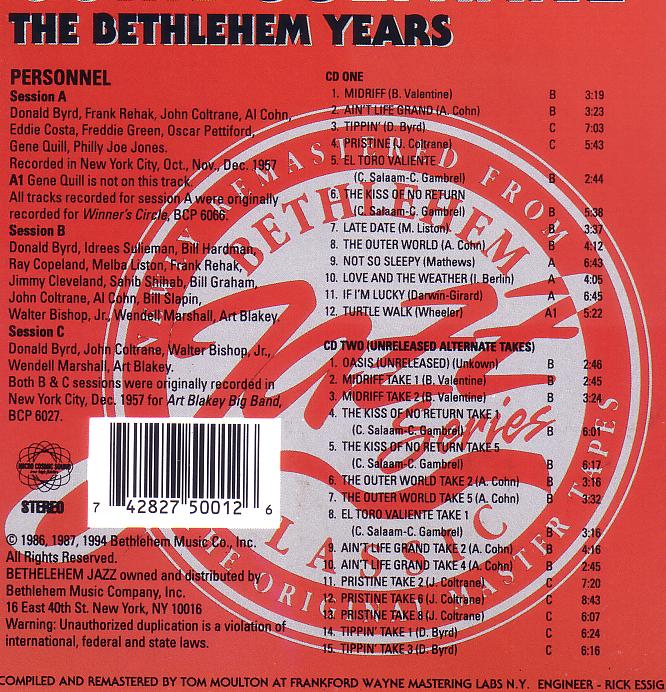 THE BETHLEHEM YEARS
PERSONNEL
Session A
Donald Byrd, Frank Rehak, John Coltrane, Al Cohn,
Eddie Costa, Freddie Green, Oscar Pettiford,
Gene Quill, Philly Joe Jones.
Recorded in New York City, Oct., Nov., Dec. 1957
A1 Gene Quill is not on this track.
All tracks recorded for session A were originally
recorded for Winner's Circle, BCP 6066.
Session B
Donald Byrd, Idrees Sulieman, Bill Hardman,
Ray Copeland, Melba Liston, Frank Rehak,
Jimmy Cleveland, Sahib Shihab, Bill Graham,
John Coltrane, Al Cohn, Bill Slapin,
Walter Bishop, Jr., Wendell Marshall, Art Blakey.
Session C
Donald Byrd, John Coltrane, Walter Bishop, Jr.,
Wendell Marshall, Art Blakey.
Both B & C sessions were originally recorded in
New York City, Dec. 1957 for Art Blakey Big Band,
BCP 6027.
MICRO COSMIC SOUND
STEREO
7 42827 50012 6
© 1986, 1987, 1994 Bethlehem Music Co., Inc.
All Rights Reserved.
BETHELEHEM JAZZ owned and distributed by
Bethlehem Music Company, Inc.
16 East 40th St. New York, NY 10016
Warning: Unauthorized duplication is a violation of
international, federal and state laws.
CD ONE
1. MIDRIFF (B. Valentine) B 3:19
2. AIN'T LIFE GRAND (A. Cohn) B 3:23
3. TIPPIN' (D. Byrd) C 7:03
4. PRISTINE (J. Coltrane) C 5:43
5. EL TORO VALIENTE
(C. Salaam-C. Gambrel) B 2:44
6. THE KISS OF NO RETURN
(C. Salaam-C. Gambrel) B 5:38
7. LATE DATE (M. Liston) B 3:37
8. THE OUTER WORLD (A. Cohn) B 4:12
9. NOT SO SLEEPY (Mathews) A 6:43
10. LOVE AND THE WEATHER (I. Berlin) A 4:05
11. IF I'M LUCKY (Darwin-Girard) A 6:45
12. TURTLE WALK (Wheeler) A1 5:22
CD TWO (UNRELEASED ALTERNATE TAKES)
1. OASIS (UNRELEASED) (Unkown) B 2:46
2. MIDRIFF TAKE 1 (B. Valentine) B 2:45
3. MIDRIFF TAKE 2 (B. Valentine) B 3:24
4. THE KISS OF NO RETURN TAKE 1
(C. Salaam-C. Gambrel) B 6:01
5. THE KISS OF NO RETURN TAKE 5
(C. Salaam-C. Gambrel) B 6:17
6. THE OUTER WORLD TAKE 2 (A. Cohn) B 3:16
7. THE OUTER WORLD TAKE 5 (A. Cohn) B 3:32
8. EL TORO VALIENTE TAKE 1
(C. Salaam-C. Gambrel) B 3:16
9. AIN'T LIFE GRAND TAKE 2 (A. Cohn) B 4:16
10. AIN'T LIFE GRAND TAKE 4 (A. Cohn) B 2:45
11. PRISTINE TAKE 2 (J. Coltrane) C 7:20
12. PRISTINE TAKE 6 (J. Coltrane) C 8:43
13. PRISTINE TAKE 8 (J. Coltrane) C 6:07
14. TIPPIN' TAKE 1 (D. Byrd) C 6:24
15. TIPPIN' TAKE 3 (D. Byrd) C 6:16
REMASTERED FROM
THE ORIGINAL MASTER TAPES
BETHLEHEM
Jazz
Series
CLASSIC
COMPILED AND REMASTERED BY TOM MOULTON AT FRANKFORD WAYNE MASTERING LABS N.Y. ENGINEER - RICK ESSIG